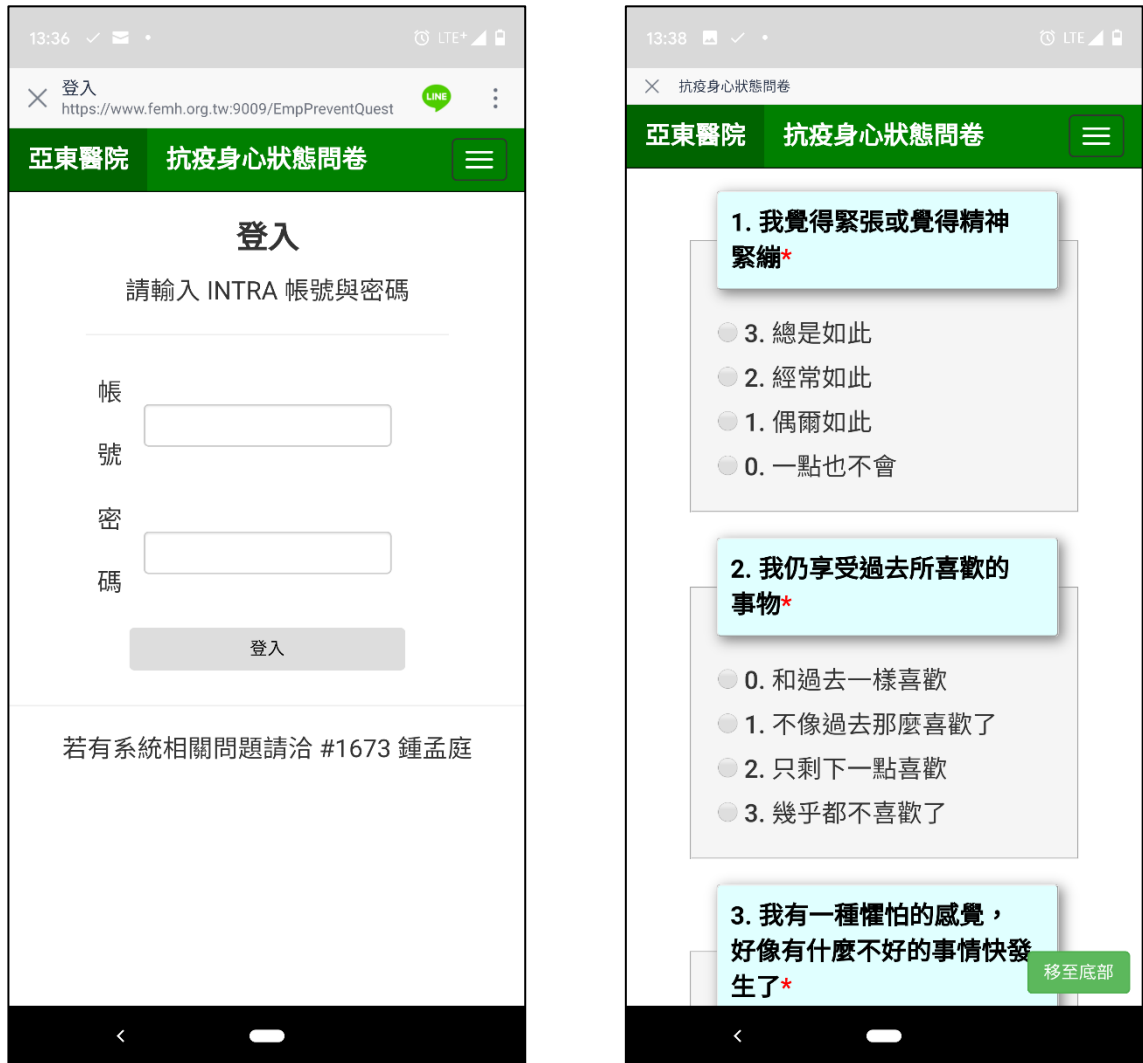 13:36
LTE+
登入
https://www.femh.org.tw:9009/EmpPreventQuest
LINE
亞東醫院 抗疫身心狀態問卷
登入
請輸入 INTRA 帳號與密碼
帳
號
密
碼
登入
若有系統相關問題請洽 #1673 鍾孟庭
13:38
LTE
抗疫身心狀態問卷
亞東醫院 抗疫身心狀態問卷
1. 我覺得緊張或覺得精神
緊繃*
3. 總是如此
2. 經常如此
1. 偶爾如此
0. 一點也不會
2. 我仍享受過去所喜歡的
事物*
0. 和過去一樣喜歡
1. 不像過去那麼喜歡了
2. 只剩下一點喜歡
3. 幾乎都不喜歡了
3. 我有一種懼怕的感覺，
好像有什麼不好的事情快發
生了*
移至底部